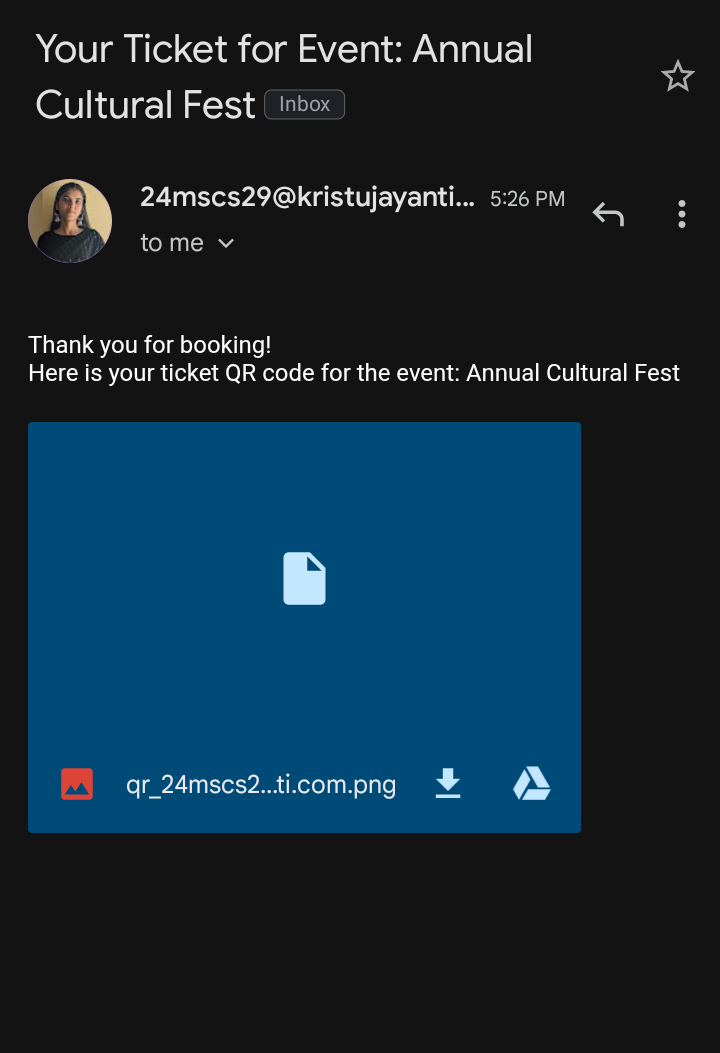 Your Ticket for Event: Annual
Cultural Fest Inbox
24mscs29@kristujayanti... 5:26 PM
to me
Thank you for booking!
Here is your ticket QR code for the event: Annual Cultural Fest
qr_24mscs2...ti.com.png